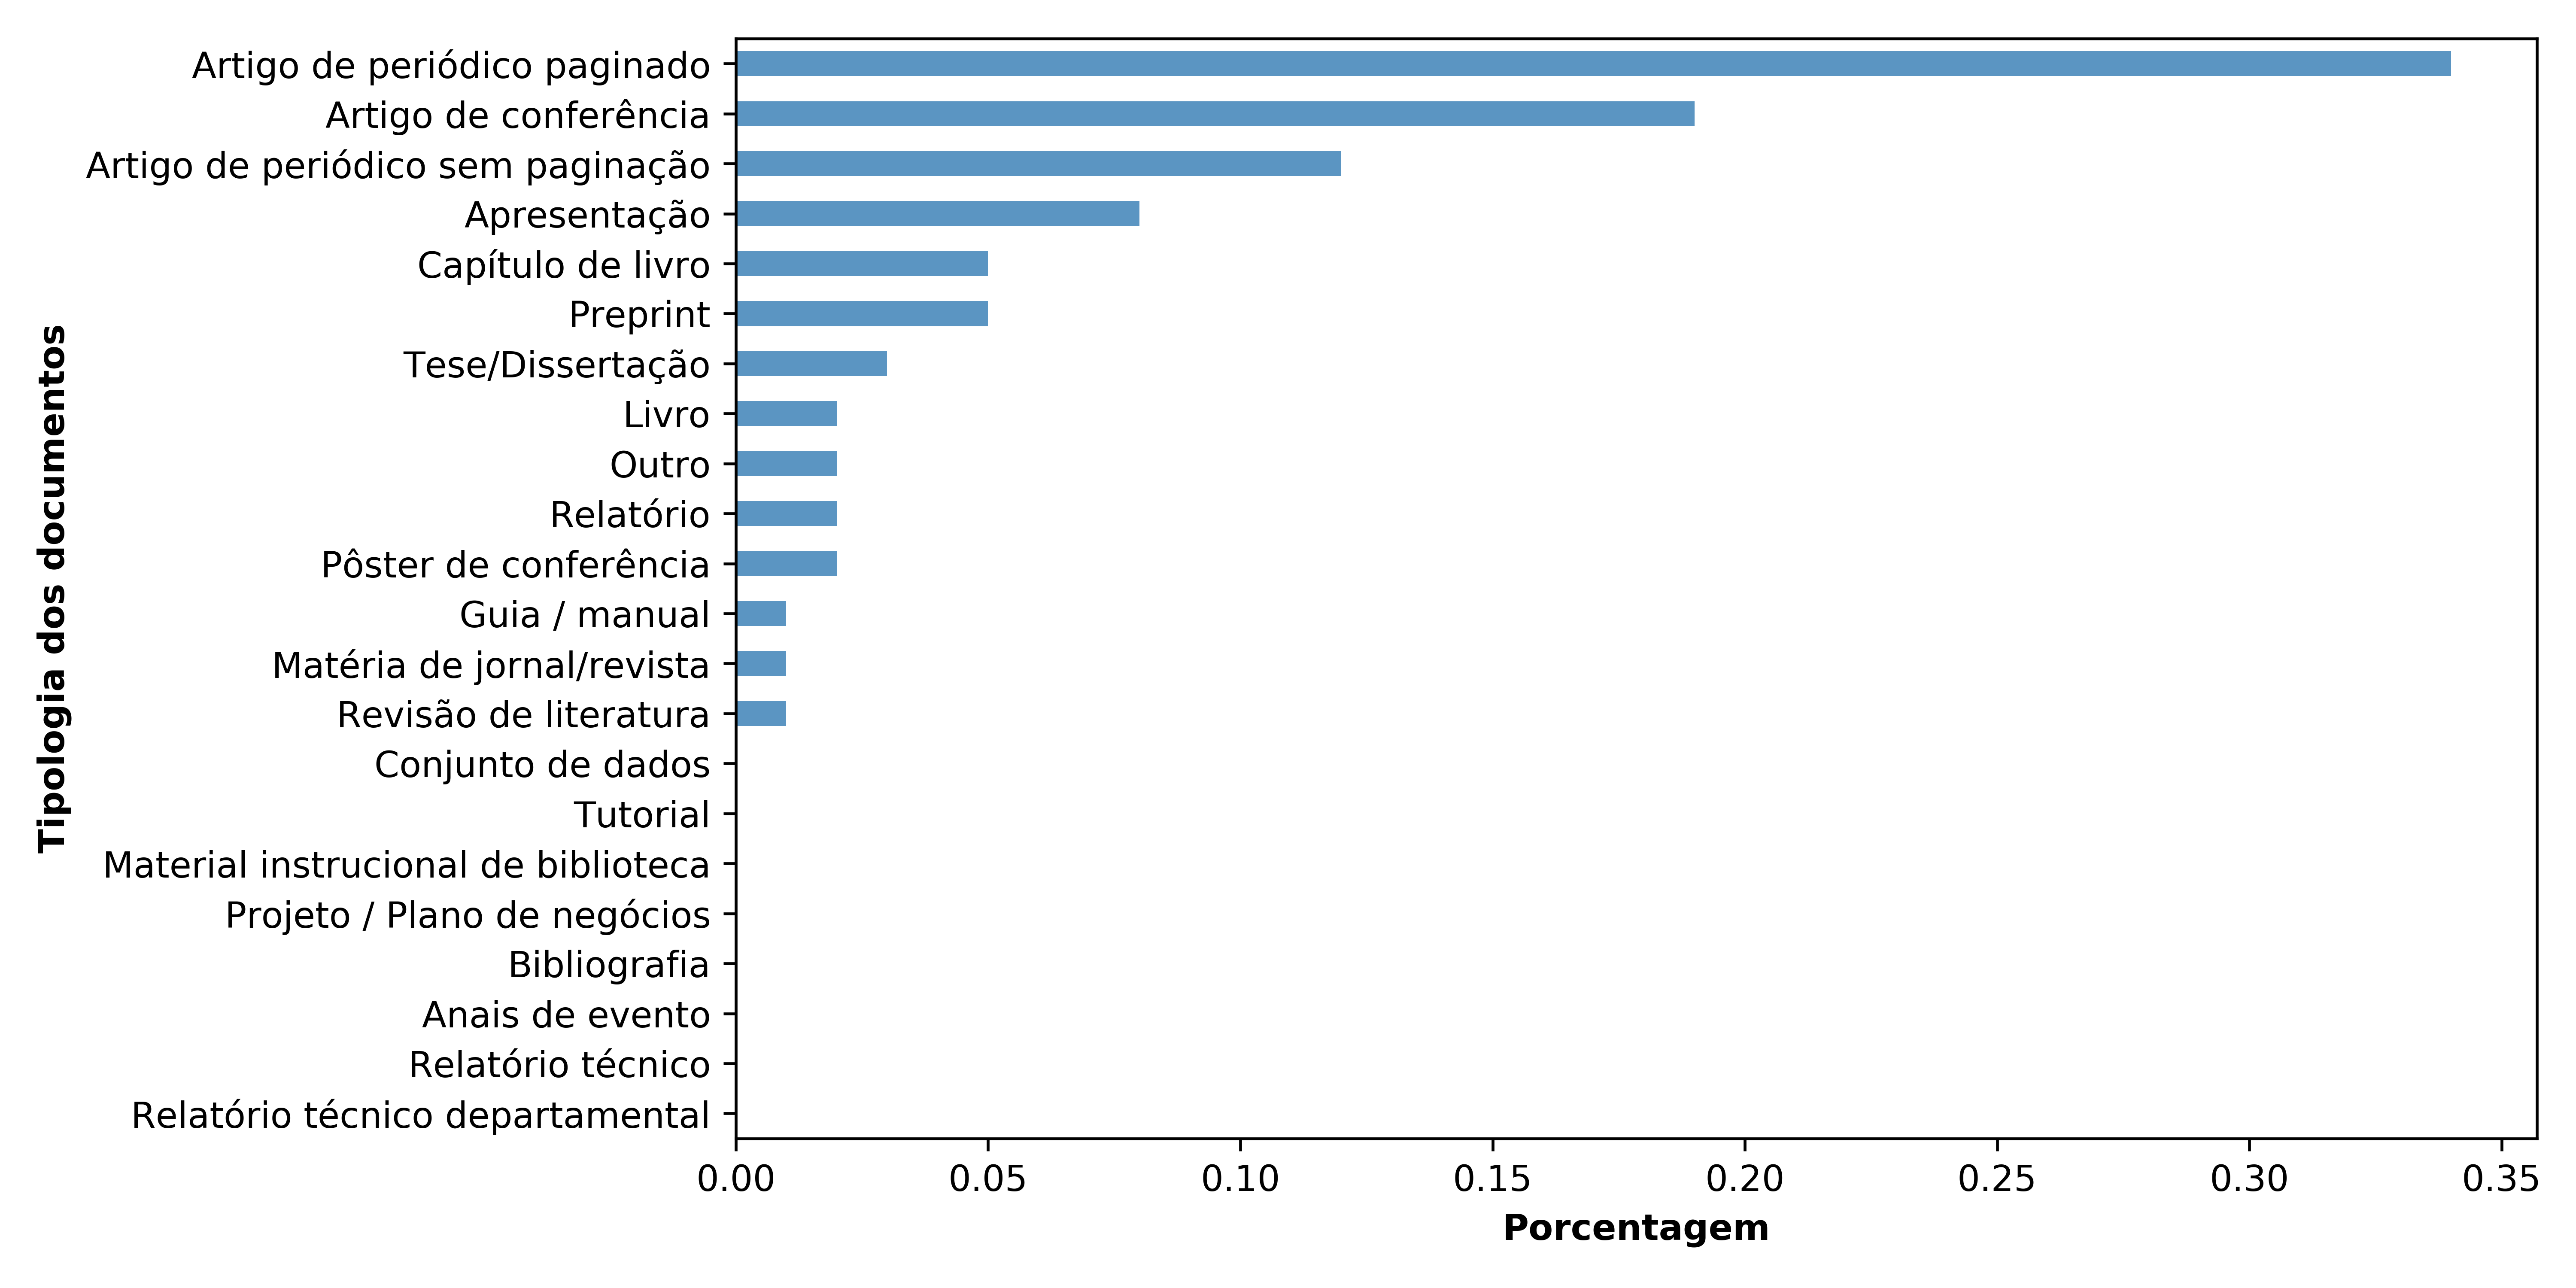 Artigo de periódico paginado
Artigo de conferência
Artigo de periódico sem paginação
Apresentação
Capítulo de livro
Preprint
Tese/Dissertação
Livro
Outro
Relatório
Pôster de conferência
Guia / manual
Matéria de jornal/revista
Revisão de literatura
Conjunto de dados
Tutorial
Material instrucional de biblioteca
Projeto / Plano de negócios
Bibliografia
Anais de evento
Relatório técnico
Relatório técnico departamental
Tipologia dos documentos
0.00 0.05 0.10 0.15 0.20 0.25 0.30 0.35
Porcentagem